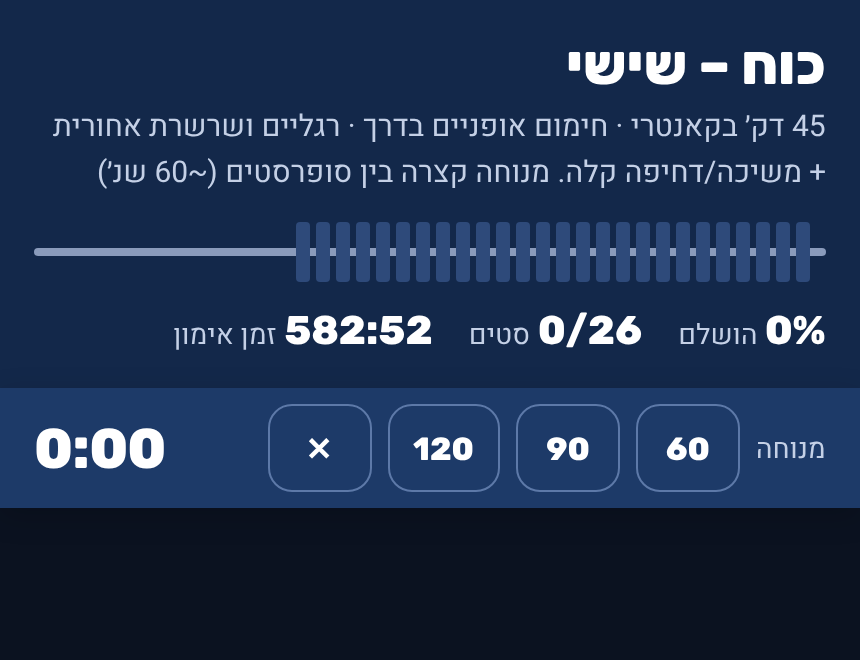 כוח – שישי
45 דק׳ בקאנטרי · חימום אופניים בדרך · רגליים ושרשרת אחורית
+ משיכה/דחיפה קלה. מנוחה קצרה בין סופרסטים (~60 שנ׳)
0% הושלם 0/26 סטים 582:52 זמן אימון
מנוחה 60 90 120 × 0:00